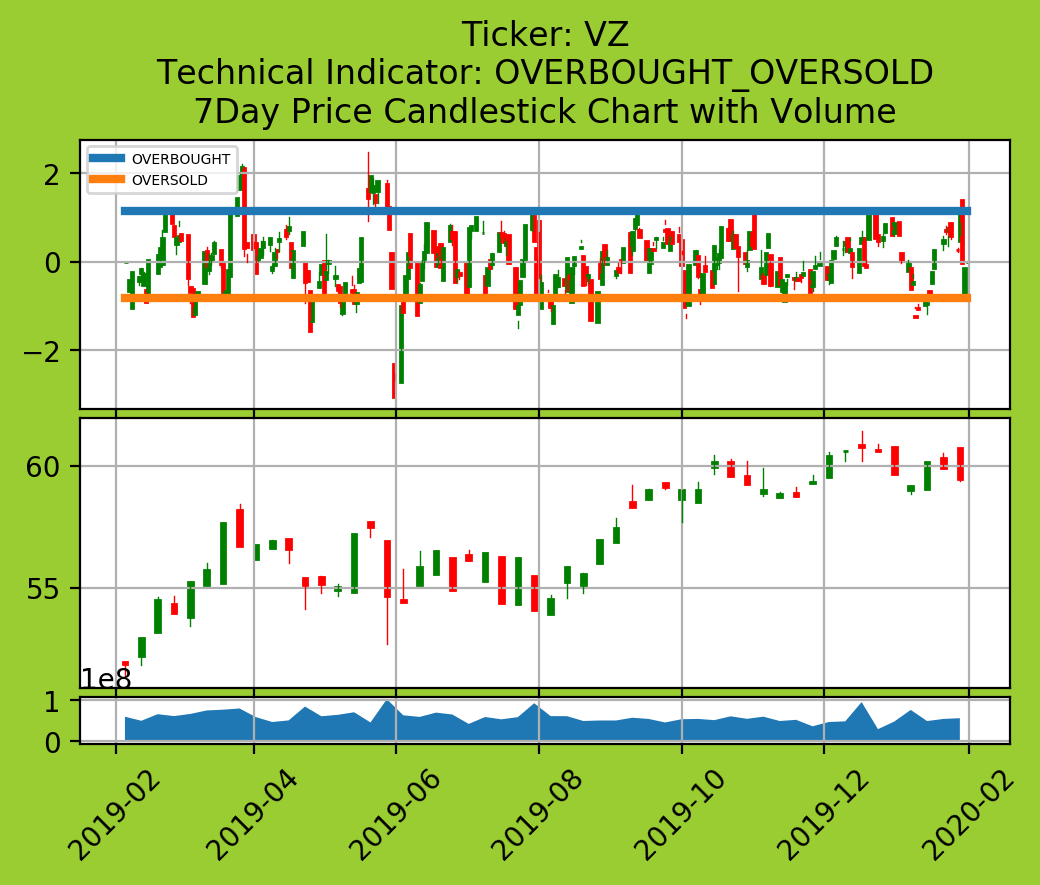 Ticker: VZ
Technical Indicator: OVERBOUGHT_OVERSOLD
7Day Price Candlestick Chart with Volume
OVERBOUGHT
OVERSOLD
2
0
−2
60
55
1e8
1
0
2019-02
2019-04
2019-06
2019-08
2019-10
2019-12
2020-02